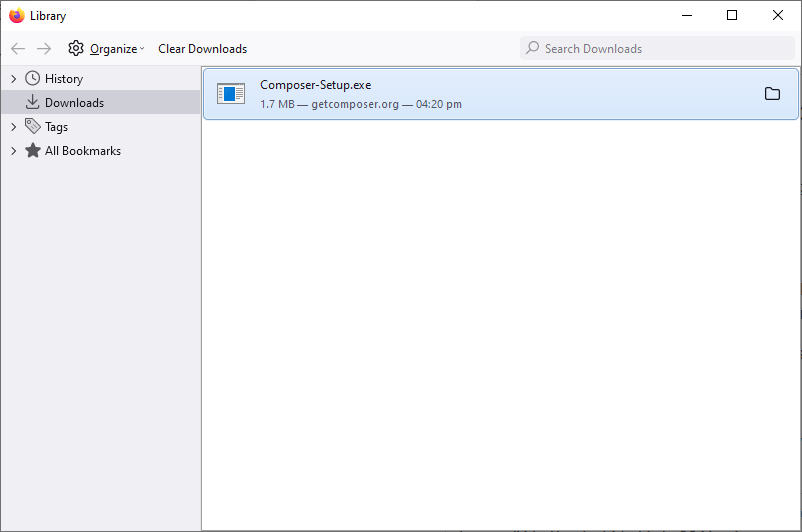 Library
Organize
Clear Downloads
Search Downloads
History
Downloads
Tags
All Bookmarks
Composer-Setup.exe
1.7 MB — getcomposer.org — 04:20 pm